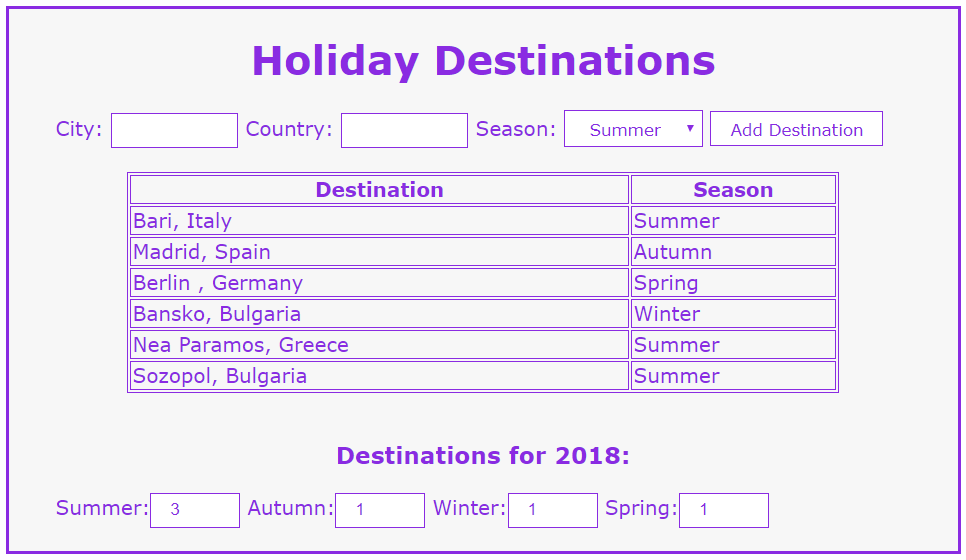 Holiday Destinations
City: Country: Season: Summer ▼ Add Destination
Destination Season
Bari, Italy Summer
Madrid, Spain Autumn
Berlin , Germany Spring
Bansko, Bulgaria Winter
Nea Paramos, Greece Summer
Sozopol, Bulgaria Summer
Destinations for 2018:
Summer: 3 Autumn: 1 Winter: 1 Spring: 1